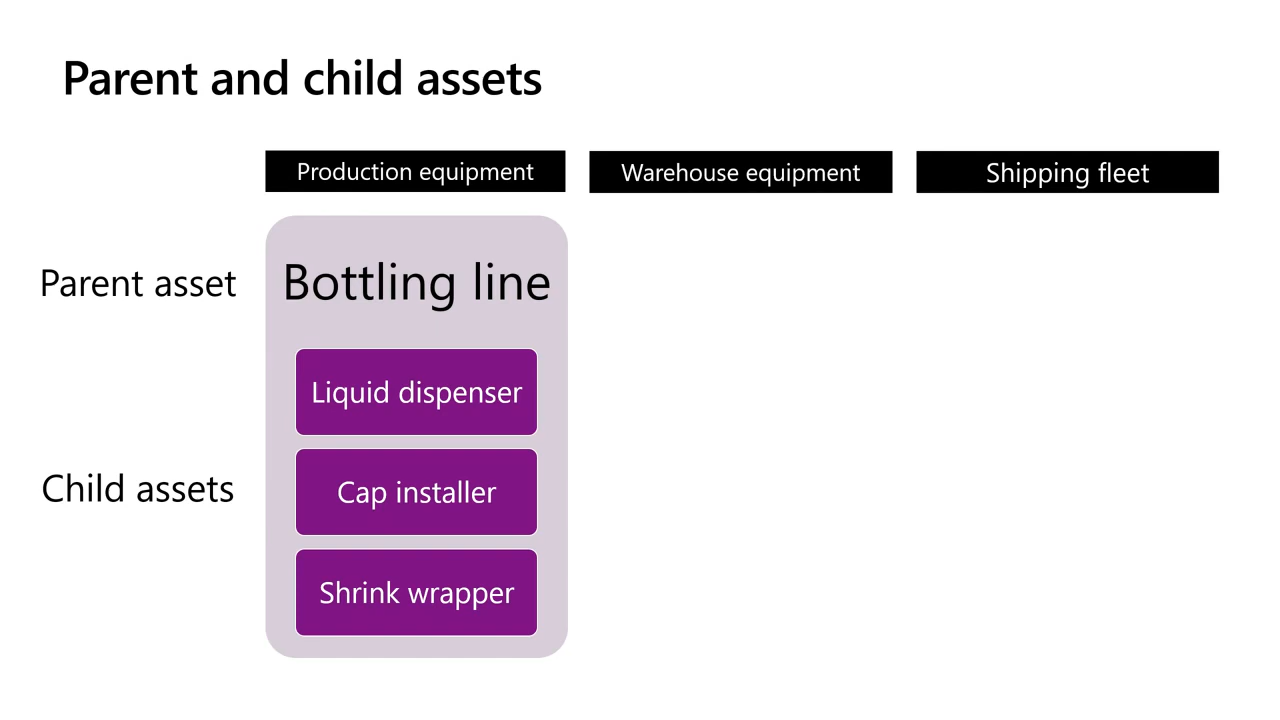 Parent and child assets
Production equipment
Warehouse equipment
Shipping fleet
Parent asset
Bottling line
Liquid dispenser
Child assets
Cap installer
Shrink wrapper